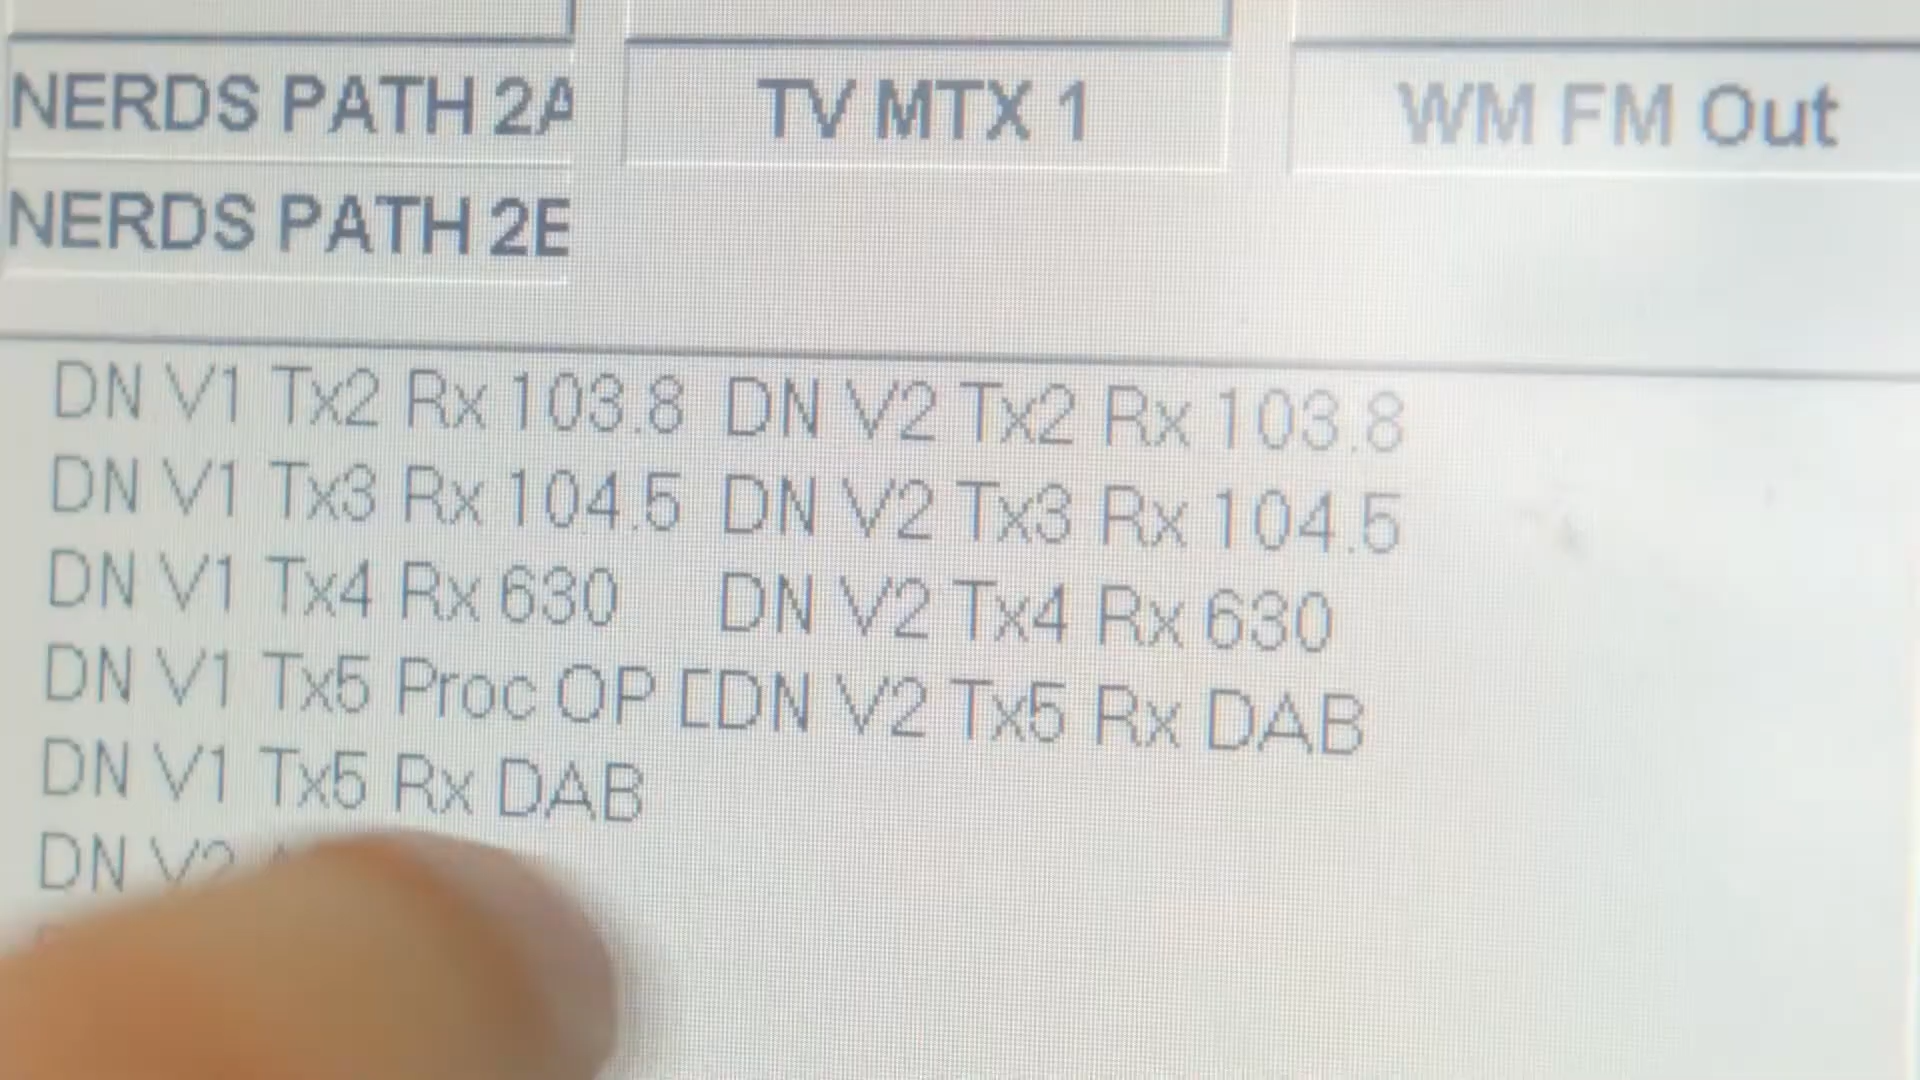 NERDS PATH 2A TV MTX 1 WM FM Out
NERDS PATH 2E
DN V1 Tx2 Rx 103.8 DN V2 Tx2 Rx 103.8
DN V1 Tx3 Rx 104.5 DN V2 Tx3 Rx 104.5
DN V1 Tx4 Rx 630 DN V2 Tx4 Rx 630
DN V1 Tx5 Proc OP [DN V2 Tx5 Rx DAB
DN V1 Tx5 Rx DAB
DN V2